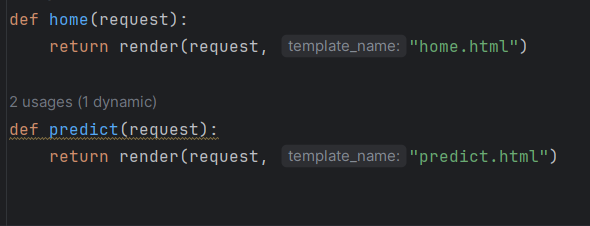 def home(request):
    return render(request, template_name: "home.html")
2 usages (1 dynamic)
def predict(request):
    return render(request, template_name: "predict.html")